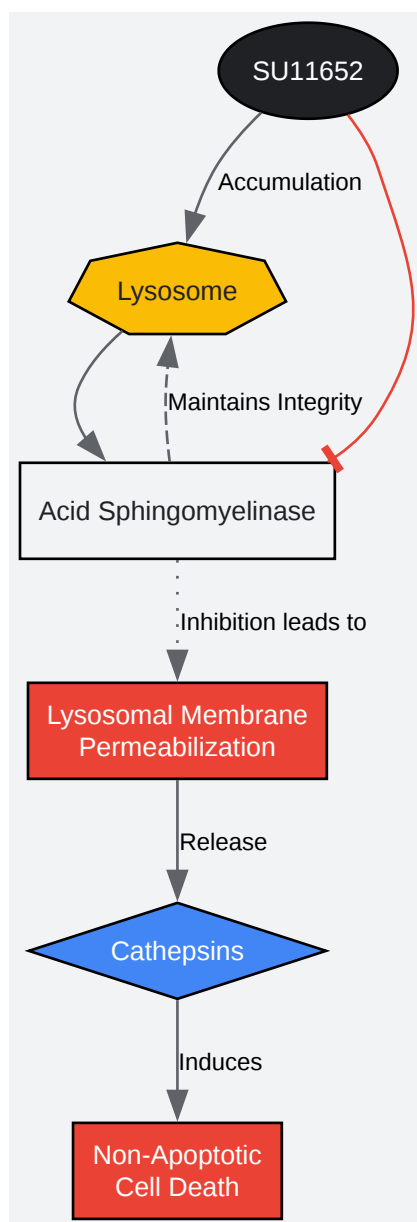 SU11652
Accumulation
Lysosome
Maintains Integrity
Acid Sphingomyelinase
Inhibition leads to
Lysosomal Membrane
Permeabilization
Release
Cathepsins
Induces
Non-Apoptotic
Cell Death